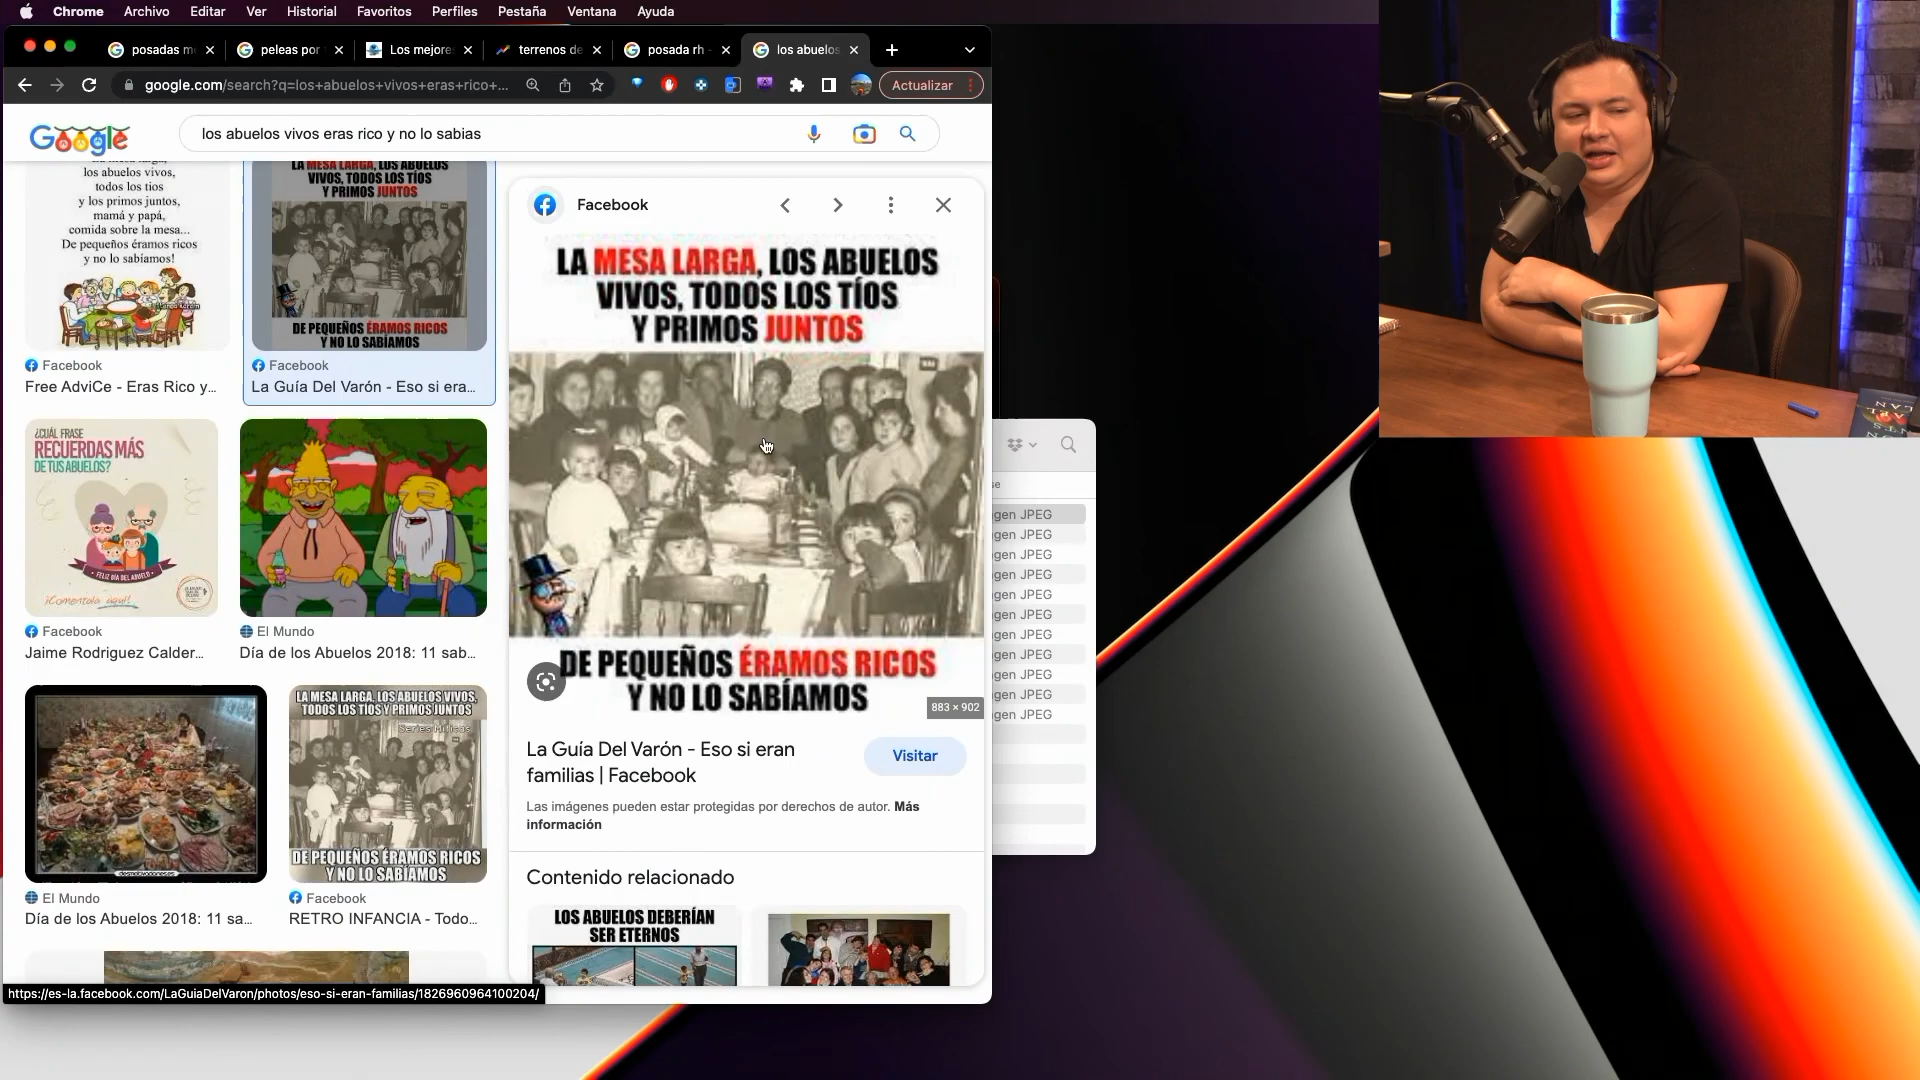 Chrome Archivo Editar Ver Historial Favoritos Perfiles Pestaña Ventana Ayuda
posadas m
peleas por
Los mejore
terrenos de
posada rh -
los abuelos
google.com/search?q=los+abuelos+vivos+eras+rico+...
Actualizar
Google
los abuelos vivos eras rico y no lo sabias
los abuelos vivos,
todos los tios
y los primos juntos,
mamá y papá,
comida sobre la mesa...
De pequeños éramos ricos
y no lo sabíamos!
Facebook
Free AdviCe - Eras Rico y...
LA MESA LARGA, LOS ABUELOS
VIVOS, TODOS LOS TÍOS
Y PRIMOS JUNTOS
DE PEQUEÑOS ÉRAMOS RICOS
Y NO LO SABÍAMOS
Facebook
La Guía Del Varón - Eso si era...
¿CUÁL FRASE
RECUERDAS MÁS
DE TUS ABUELOS?
FELIZ DÍA DEL ABUELO
¡Comentala aquí!
Facebook
Jaime Rodriguez Calder...
El Mundo
Día de los Abuelos 2018: 11 sab...
El Mundo
Día de los Abuelos 2018: 11 sa...
LA MESA LARGA, LOS ABUELOS VIVOS,
TODOS LOS TÍOS Y PRIMOS JUNTOS
Series Míticas
DE PEQUEÑOS ÉRAMOS RICOS
Y NO LO SABÍAMOS
Facebook
RETRO INFANCIA - Todo...
https://es-la.facebook.com/LaGuiaDelVaron/photos/eso-si-eran-familias/1826960964100204/
Facebook
LA MESA LARGA, LOS ABUELOS
VIVOS, TODOS LOS TÍOS
Y PRIMOS JUNTOS
DE PEQUEÑOS ÉRAMOS RICOS
Y NO LO SABÍAMOS
883 × 902
La Guía Del Varón - Eso si eran
familias | Facebook
Visitar
Las imágenes pueden estar protegidas por derechos de autor. Más
información
Contenido relacionado
LOS ABUELOS DEBERÍAN
SER ETERNOS
se
gen JPEG
gen JPEG
gen JPEG
gen JPEG
gen JPEG
gen JPEG
gen JPEG
gen JPEG
gen JPEG
gen JPEG
gen JPEG